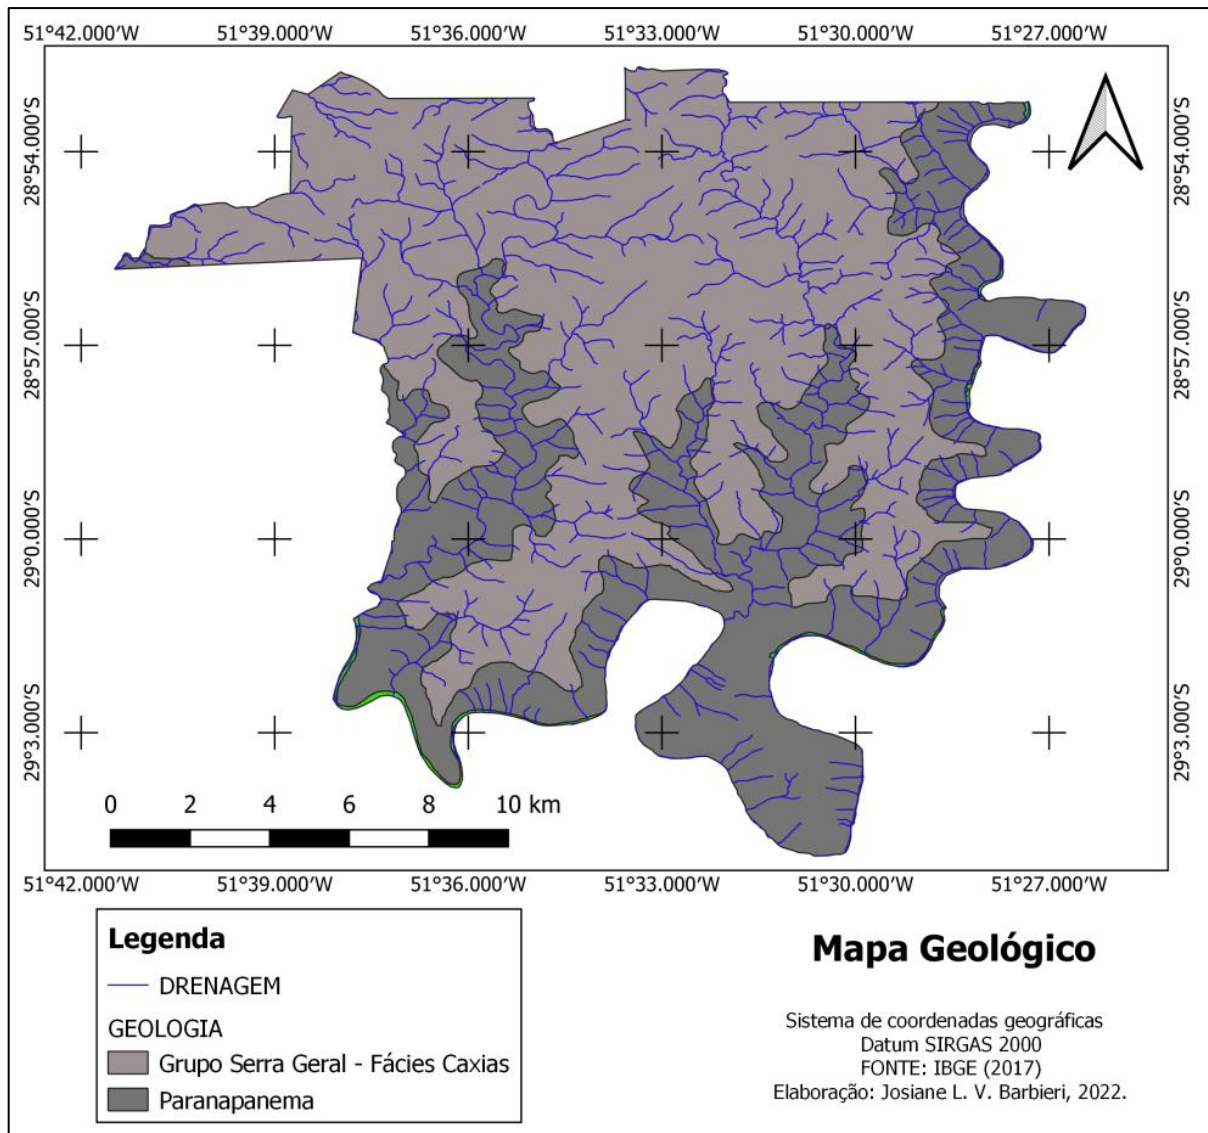 51°42.000'W 51°39.000'W 51°36.000'W 51°33.000'W 51°30.000'W 51°27.000'W
28°54.000'S 28°54.000'S
28°57.000'S 28°57.000'S
29°0.000'S 29°0.000'S
29°3.000'S 29°3.000'S
0 2 4 6 8 10 km
51°42.000'W 51°39.000'W 51°36.000'W 51°33.000'W 51°30.000'W 51°27.000'W
Legenda
DRENAGEM
GEOLOGIA
Grupo Serra Geral - Fácies Caxias
Paranapanema
Mapa Geológico
Sistema de coordenadas geográficas
Datum SIRGAS 2000
FONTE: IBGE (2017)
Elaboração: Josiane L. V. Barbieri, 2022.